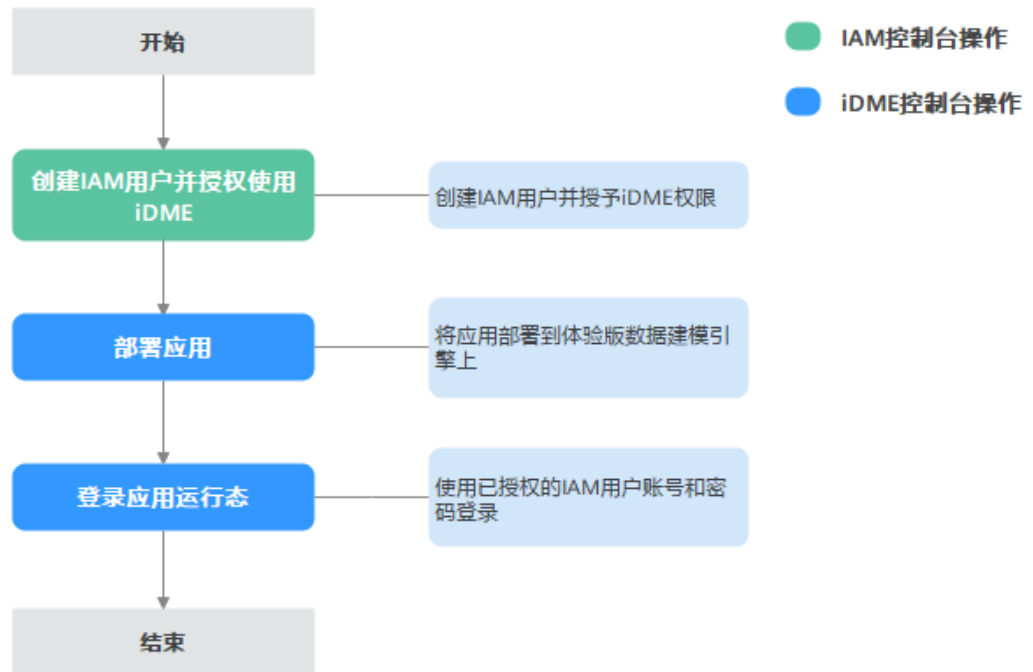 开始
IAM控制台操作
iDME控制台操作
创建IAM用户并授权使用
iDME
创建IAM用户并授予iDME权限
部署应用
将应用部署到体验版数据建模引
擎上
登录应用运行态
使用已授权的IAM用户账号和密
码登录
结束